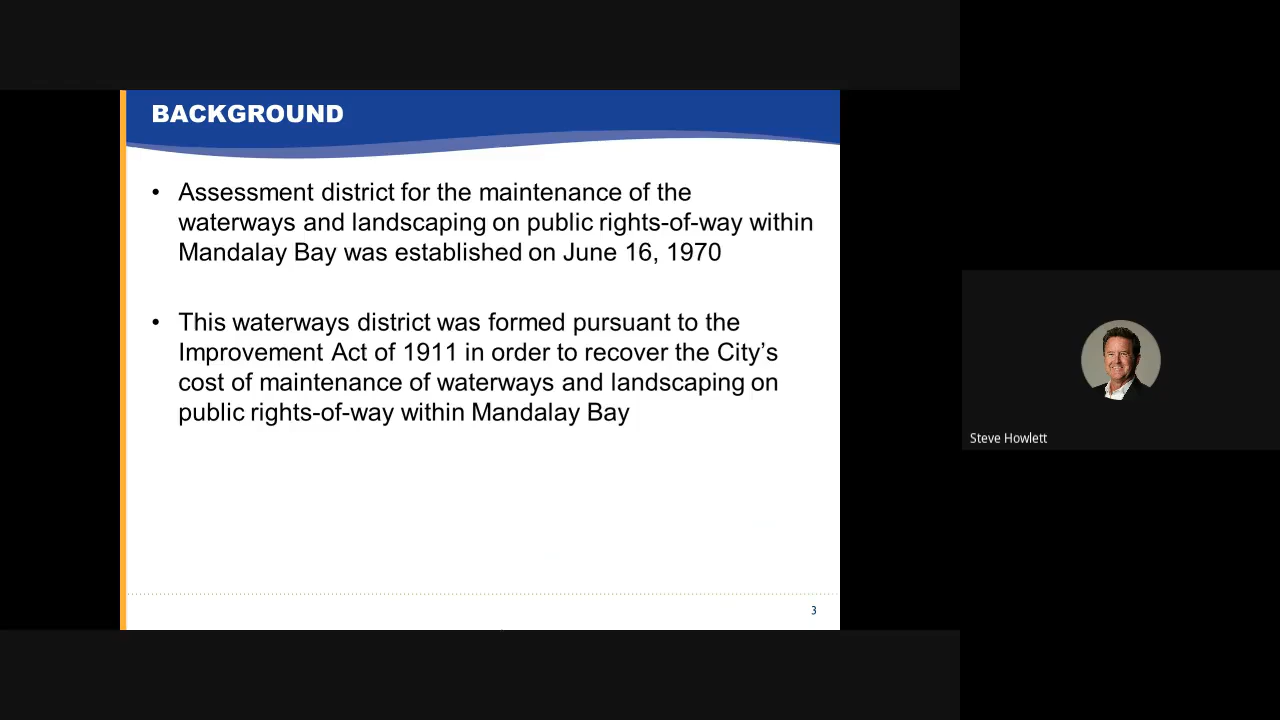 BACKGROUND
• Assessment district for the maintenance of the
waterways and landscaping on public rights-of-way within
Mandalay Bay was established on June 16, 1970
• This waterways district was formed pursuant to the
Improvement Act of 1911 in order to recover the City’s
cost of maintenance of waterways and landscaping on
public rights-of-way within Mandalay Bay
3
Steve Howlett